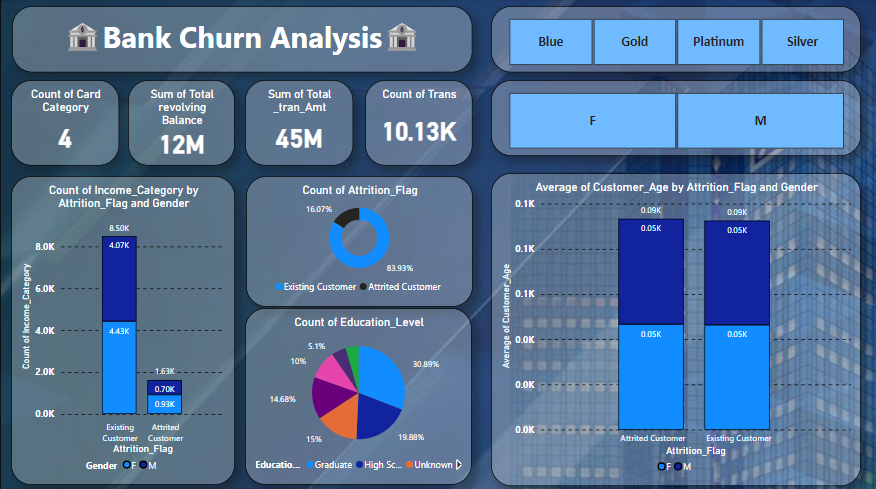 Bank Churn Analysis
Blue
Gold
Platinum
Silver
Count of Card
Category
4
Sum of Total
revolving
Balance
12M
Sum of Total
_tran_Amt
45M
Count of Trans
10.13K
F
M
Count of Income_Category by
Attrition_Flag and Gender
Count of Income_Category
8.0K
6.0K
4.0K
2.0K
0.0K
8.50K
4.07K
4.43K
1.63K
0.70K
0.93K
Existing
Customer
Attrited
Customer
Attrition_Flag
Gender F M
Count of Attrition_Flag
16.07%
83.93%
Existing Customer Attrited Customer
Count of Education_Level
5.1%
10%
14.68%
15%
19.88%
30.89%
Educatio... Graduate High Sc... Unknown
Average of Customer_Age by Attrition_Flag and Gender
Average of Customer_Age
0.1K
0.1K
0.1K
0.0K
0.0K
0.0K
0.09K
0.05K
0.05K
0.09K
0.05K
0.05K
Attrited Customer
Existing Customer
Attrition_Flag
F M